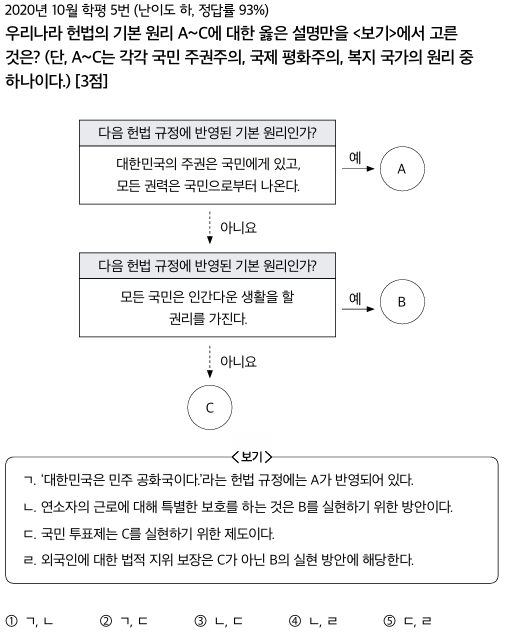 2020년 10월 학평 5번 (난이도 하, 정답률 93%)
우리나라 헌법의 기본 원리 A~C에 대한 옳은 설명만을 <보기>에서 고른
것은? (단, A~C는 각각 국민 주권주의, 국제 평화주의, 복지 국가의 원리 중
하나이다.) [3점]
다음 헌법 규정에 반영된 기본 원리인가?
대한민국의 주권은 국민에게 있고,
모든 권력은 국민으로부터 나온다.
예
A
아니요
다음 헌법 규정에 반영된 기본 원리인가?
모든 국민은 인간다운 생활을 할
권리를 가진다.
예
B
아니요
C
<보기>
ㄱ. ‘대한민국은 민주 공화국이다.’라는 헌법 규정에는 A가 반영되어 있다.
ㄴ. 연소자의 근로에 대해 특별한 보호를 하는 것은 B를 실현하기 위한 방안이다.
ㄷ. 국민 투표제는 C를 실현하기 위한 제도이다.
ㄹ. 외국인에 대한 법적 지위 보장은 C가 아닌 B의 실현 방안에 해당한다.
① ㄱ, ㄴ ② ㄱ, ㄷ ③ ㄴ, ㄷ ④ ㄴ, ㄹ ⑤ ㄷ, ㄹ